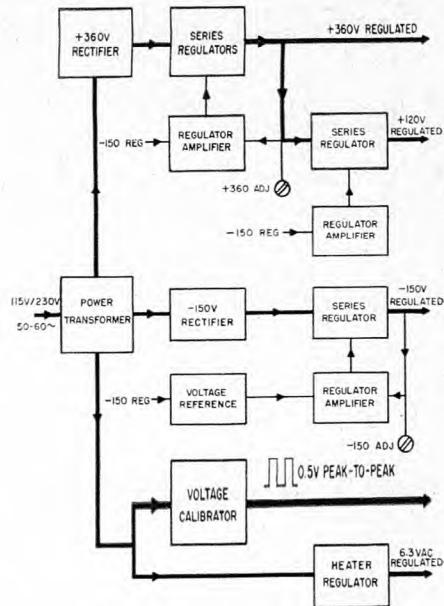 +360V
RECTIFIER
SERIES
REGULATORS
+360V REGULATED
-150 REG
REGULATOR
AMPLIFIER
+360 ADJ
SERIES
REGULATOR
+120V
REGULATED
-150 REG
REGULATOR
AMPLIFIER
115V/230V
50-60~
POWER
TRANSFORMER
-150V
RECTIFIER
SERIES
REGULATOR
-150V
REGULATED
-150 REG
VOLTAGE
REFERENCE
REGULATOR
AMPLIFIER
-150 ADJ
VOLTAGE
CALIBRATOR
0.5V PEAK-TO-PEAK
HEATER
REGULATOR
6.3VAC
REGULATED